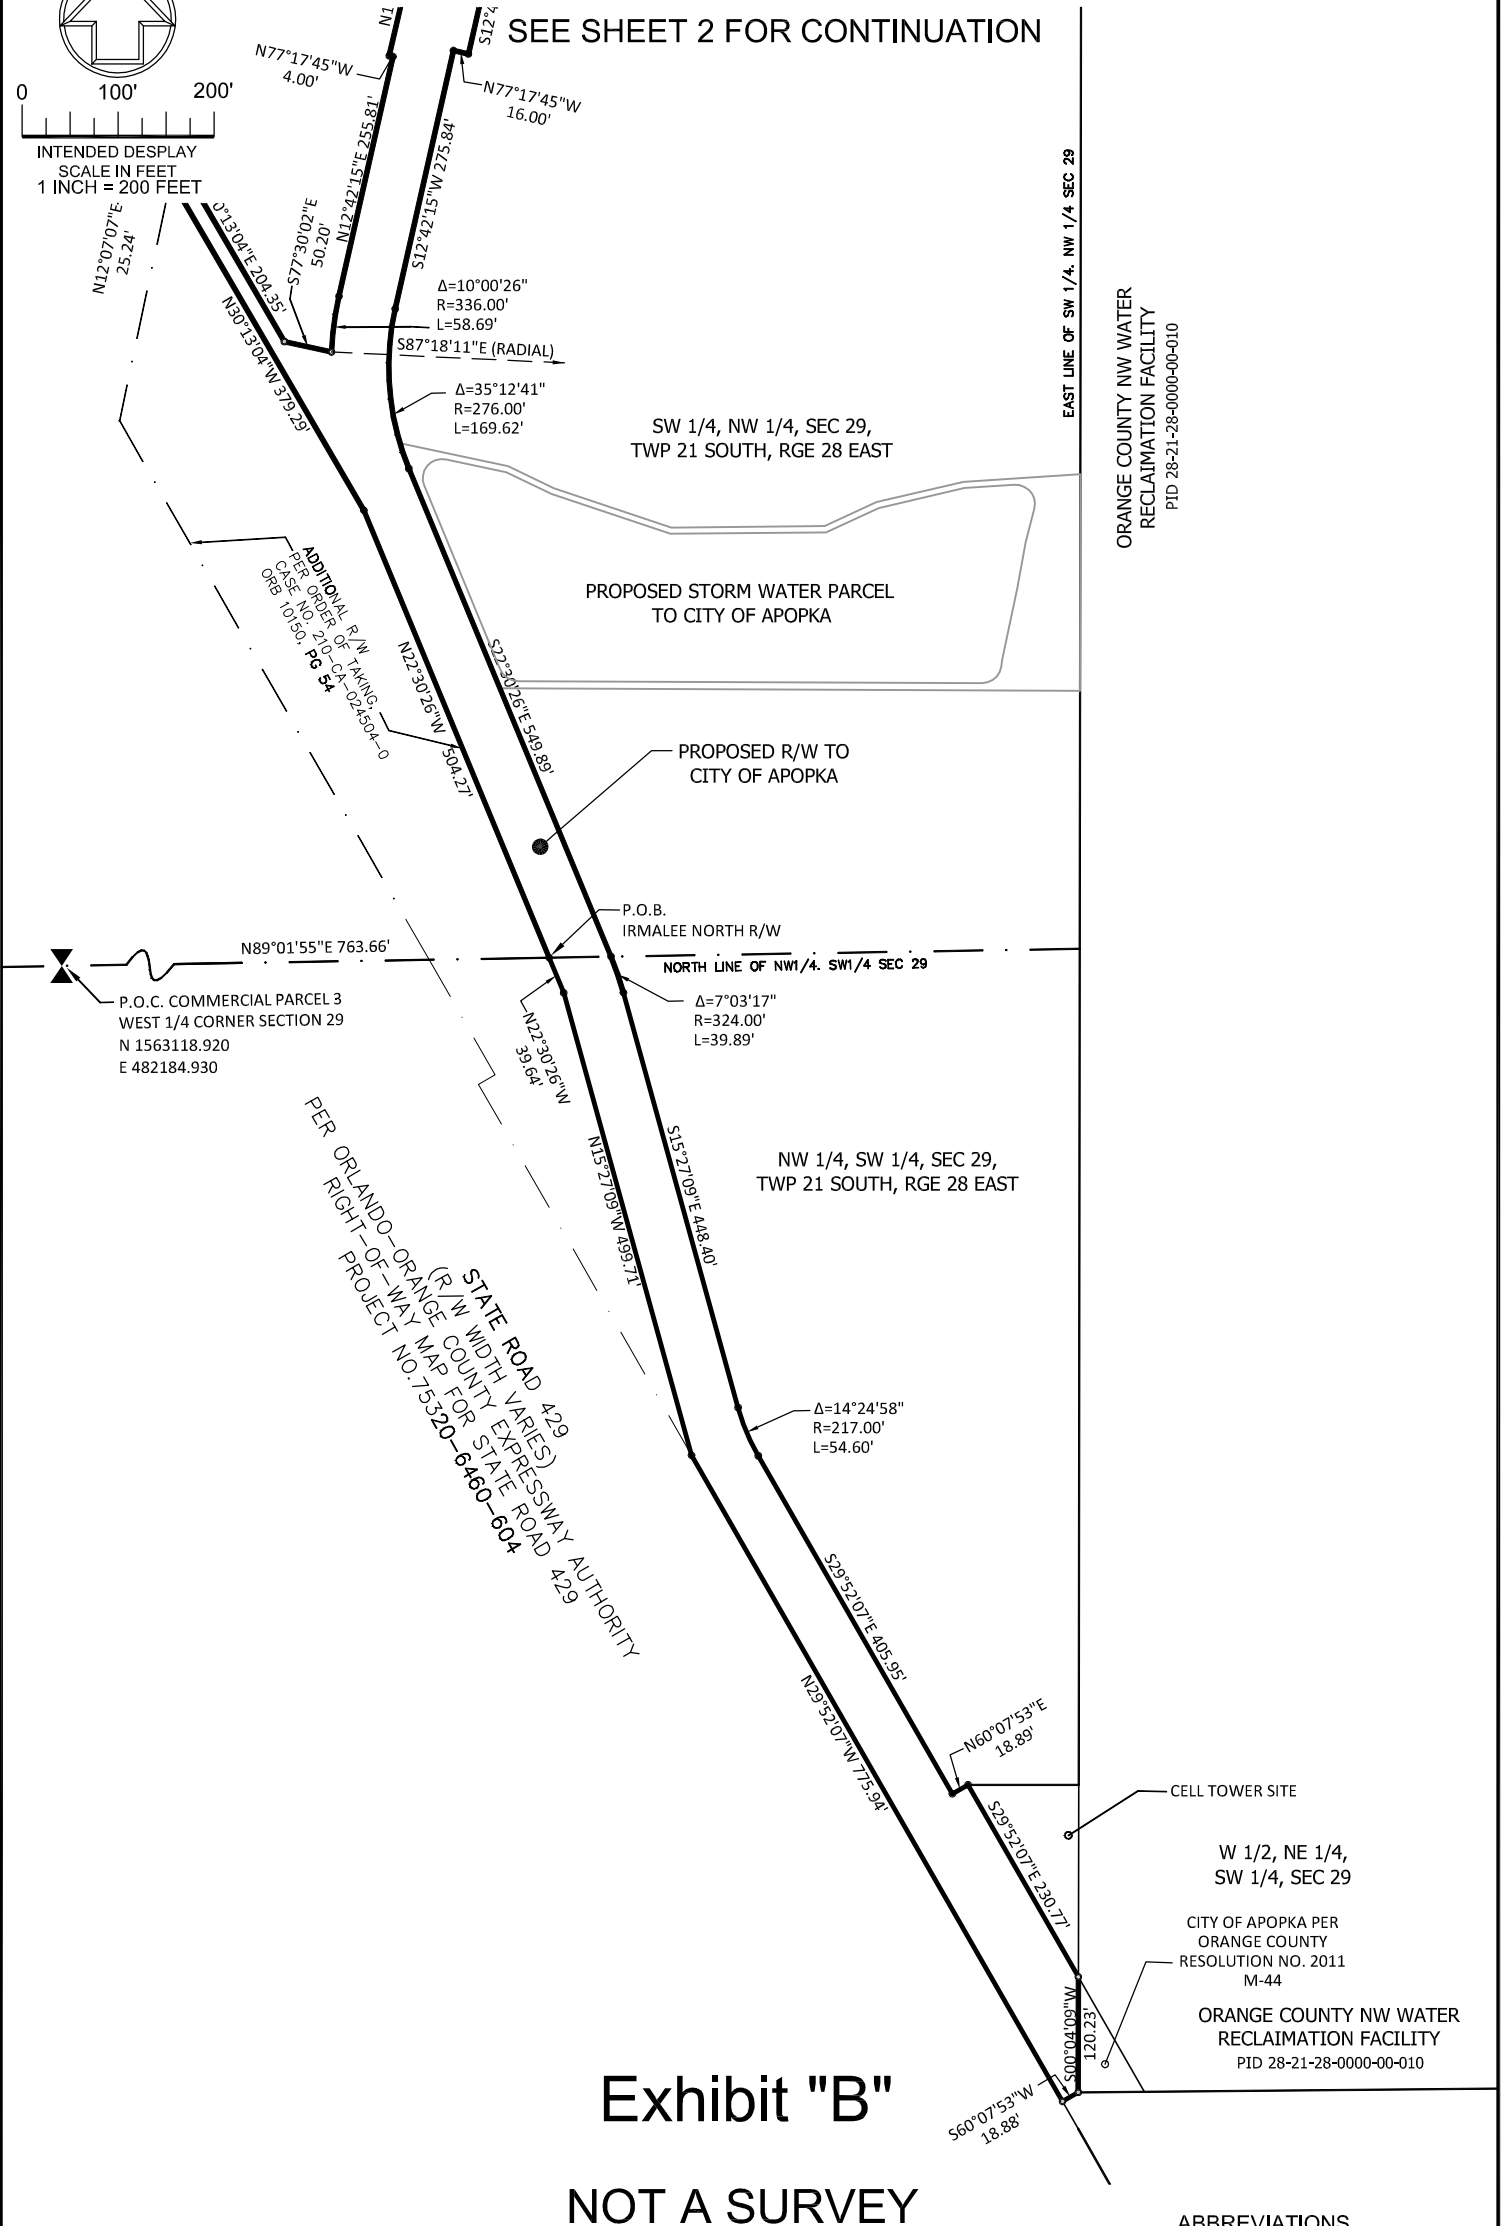 SEE SHEET 2 FOR CONTINUATION
N1
S12°4
N77°17'45"W
4.00'
N77°17'45"W
16.00'
0 100' 200'
INTENDED DESPLAY
SCALE IN FEET
1 INCH = 200 FEET
N12°42'15"E 255.81'
S12°42'15"W 275.84'
N12°07'07"E
25.24'
0°13'04"E 204.35'
S77°30'02"E
50.20'
N30°13'04"W 379.29'
Δ=10°00'26"
R=336.00'
L=58.69'
S87°18'11"E (RADIAL)
Δ=35°12'41"
R=276.00'
L=169.62'
EAST LINE OF SW 1/4. NW 1/4 SEC 29
ORANGE COUNTY NW WATER
RECLAIMATION FACILITY
PID 28-21-28-0000-00-010
SW 1/4, NW 1/4, SEC 29,
TWP 21 SOUTH, RGE 28 EAST
PROPOSED STORM WATER PARCEL
TO CITY OF APOPKA
ADDITIONAL R/W
PER ORDER OF TAKING,
CASE NO. 210-CA-024504-0
ORB 10150, PG 54
N22°30'26"W 504.27'
S22°30'26"E 549.89'
PROPOSED R/W TO
CITY OF APOPKA
P.O.B.
IRMALEE NORTH R/W
N89°01'55"E 763.66'
NORTH LINE OF NW1/4. SW1/4 SEC 29
P.O.C. COMMERCIAL PARCEL 3
WEST 1/4 CORNER SECTION 29
N 1563118.920
E 482184.930
Δ=7°03'17"
R=324.00'
L=39.89'
N22°30'26"W
39.64'
N15°27'09"W 499.71'
S15°27'09"E 448.40'
NW 1/4, SW 1/4, SEC 29,
TWP 21 SOUTH, RGE 28 EAST
STATE ROAD 429
(R/W WIDTH VARIES)
PER ORLANDO-ORANGE COUNTY EXPRESSWAY AUTHORITY
RIGHT-OF-WAY MAP FOR STATE ROAD 429
PROJECT NO.75320-6460-604
Δ=14°24'58"
R=217.00'
L=54.60'
S29°52'07"E 405.95'
N29°52'07"W 775.94'
N60°07'53"E
18.89'
S29°52'07"E 230.77'
CELL TOWER SITE
W 1/2, NE 1/4,
SW 1/4, SEC 29
CITY OF APOPKA PER
ORANGE COUNTY
RESOLUTION NO. 2011
M-44
ORANGE COUNTY NW WATER
RECLAIMATION FACILITY
PID 28-21-28-0000-00-010
S00°04'09"W
120.23'
S60°07'53"W
18.88'
Exhibit "B"
NOT A SURVEY
ABBREVIATIONS